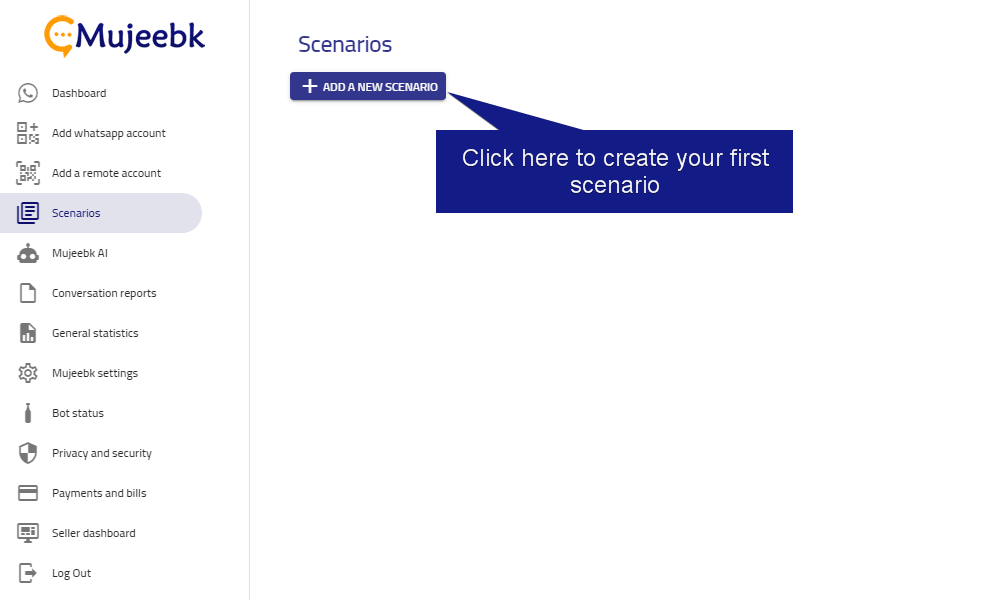 Mujeebk
Dashboard
Add whatsapp account
Add a remote account
Scenarios
Mujeebk AI
Conversation reports
General statistics
Mujeebk settings
Bot status
Privacy and security
Payments and bills
Seller dashboard
Log Out
Scenarios
ADD A NEW SCENARIO
Click here to create your first
scenario